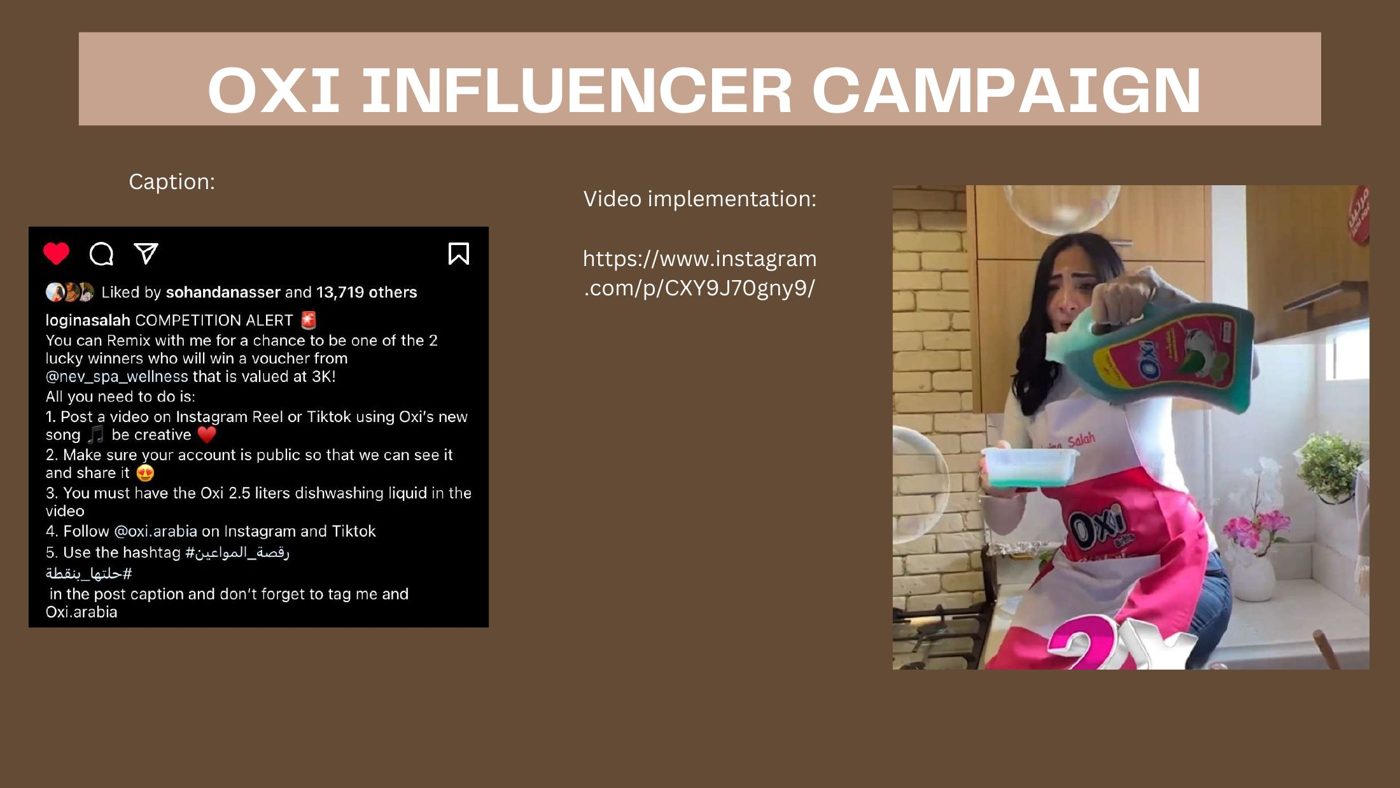 OXI INFLUENCER CAMPAIGN
Caption:
Liked by sohandanasser and 13,719 others
loginasalah COMPETITION ALERT 🚨
You can Remix with me for a chance to be one of the 2
lucky winners who will win a voucher from
@nev_spa_wellness that is valued at 3K!
All you need to do is:
1. Post a video on Instagram Reel or Tiktok using Oxi’s new
song 🎵 be creative ❤️
2. Make sure your account is public so that we can see it
and share it 😍
3. You must have the Oxi 2.5 liters dishwashing liquid in the
video
4. Follow @oxi.arabia on Instagram and Tiktok
5. Use the hashtag #رقصة_المواعين
#حلتها_بنقطة
in the post caption and don’t forget to tag me and
Oxi.arabia
Video implementation:
https://www.instagram
.com/p/CXY9J70gny9/
Oxi
Salah
Oxi
2X